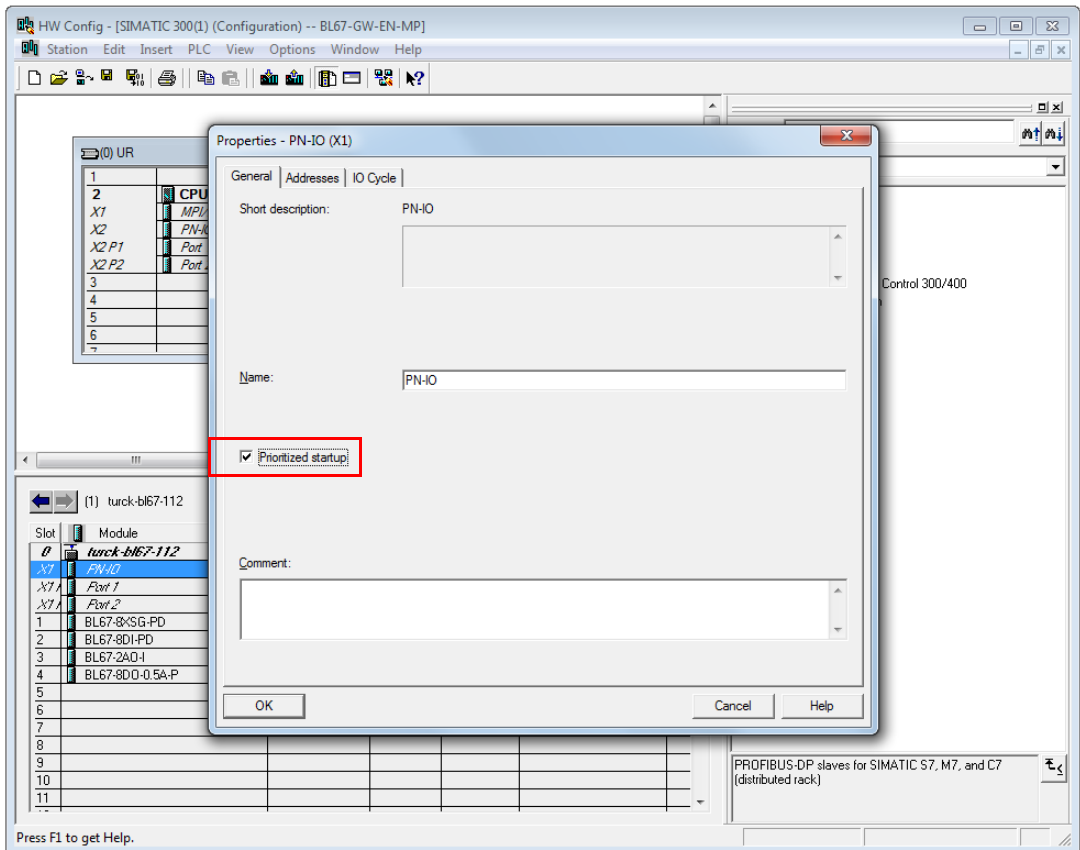 HW Config - [SIMATIC 300(1) (Configuration) -- BL67-GW-EN-MP]
Station Edit Insert PLC View Options Window Help
(0) UR
1
2 CPU
X1 MPI/
X2 PN-I
X2 P1 Port
X2 P2 Port
3
4
5
6
7
Properties - PN-IO (X1)
General Addresses IO Cycle
Short description: PN-IO
Name: PN-IO
Prioritized startup
Comment:
OK Cancel Help
Control 300/400
(1) turck-bl67-112
Slot Module
0 turck-bl67-112
X1 PN-IO
X1 Port 1
X1 Port 2
1 BL67-8XSG-PD
2 BL67-8DI-PD
3 BL67-2AO-I
4 BL67-8DO-0.5A-P
5
6
7
8
9
10
11
PROFIBUS-DP slaves for SIMATIC S7, M7, and C7
(distributed rack)
Press F1 to get Help.